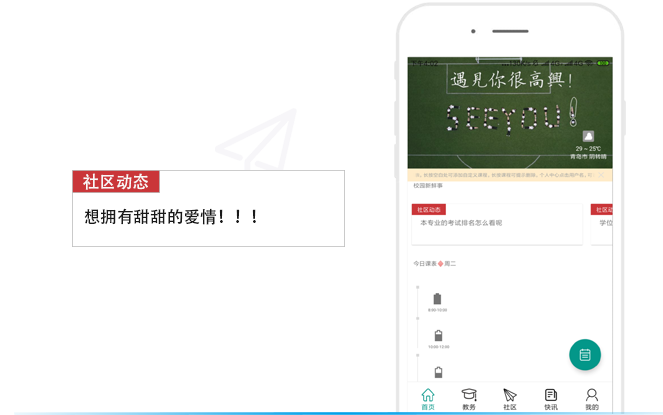 社区动态
想拥有甜甜的爱情！！！
遇见你很高興!
SEEYOU!
29 ~ 25℃
青岛市 阴转晴
校园新鲜事
社区动态
本专业的考试排名怎么看呢
社区动态
学位
今日课表 周二
8:00-10:00
10:00-12:00
首页
教务
社区
快讯
我的